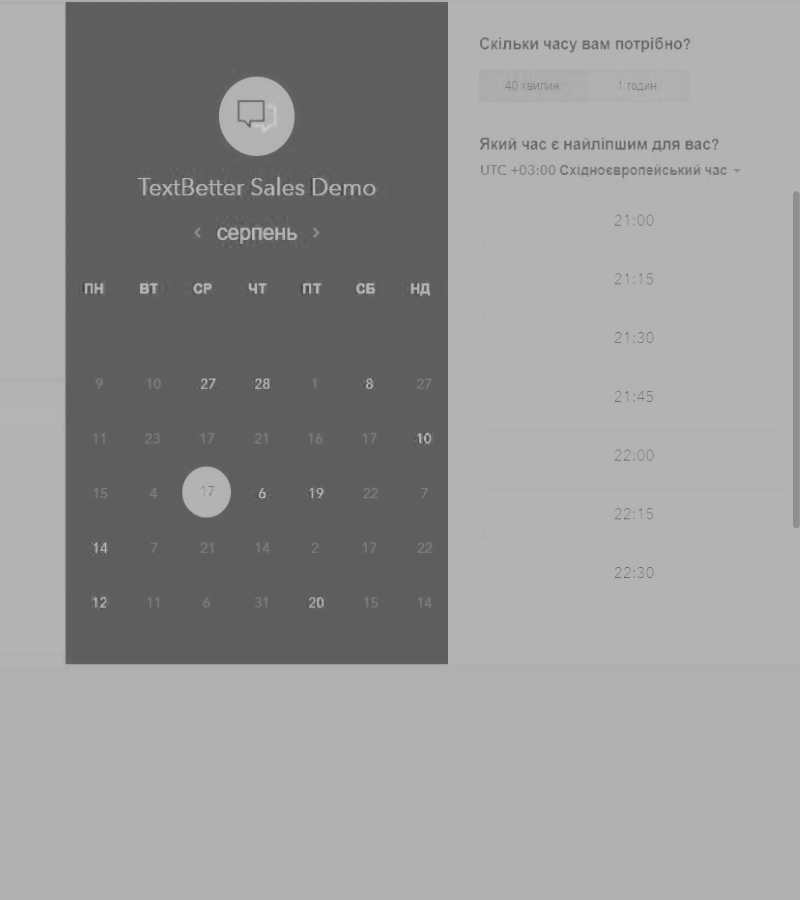 TextBetter Sales Demo
‹ серпень ›
ПН ВТ СР ЧТ ПТ СБ НД
9 10 27 28 1 8 27
11 23 17 21 16 17 10
15 4 17 6 19 22 7
14 7 21 14 2 17 22
12 11 6 31 20 15 14
Скільки часу вам потрібно?
40 хвилин 1 годин
Який час є найліпшим для вас?
UTC +03:00 Східноєвропейський час
21:00
21:15
21:30
21:45
22:00
22:15
22:30